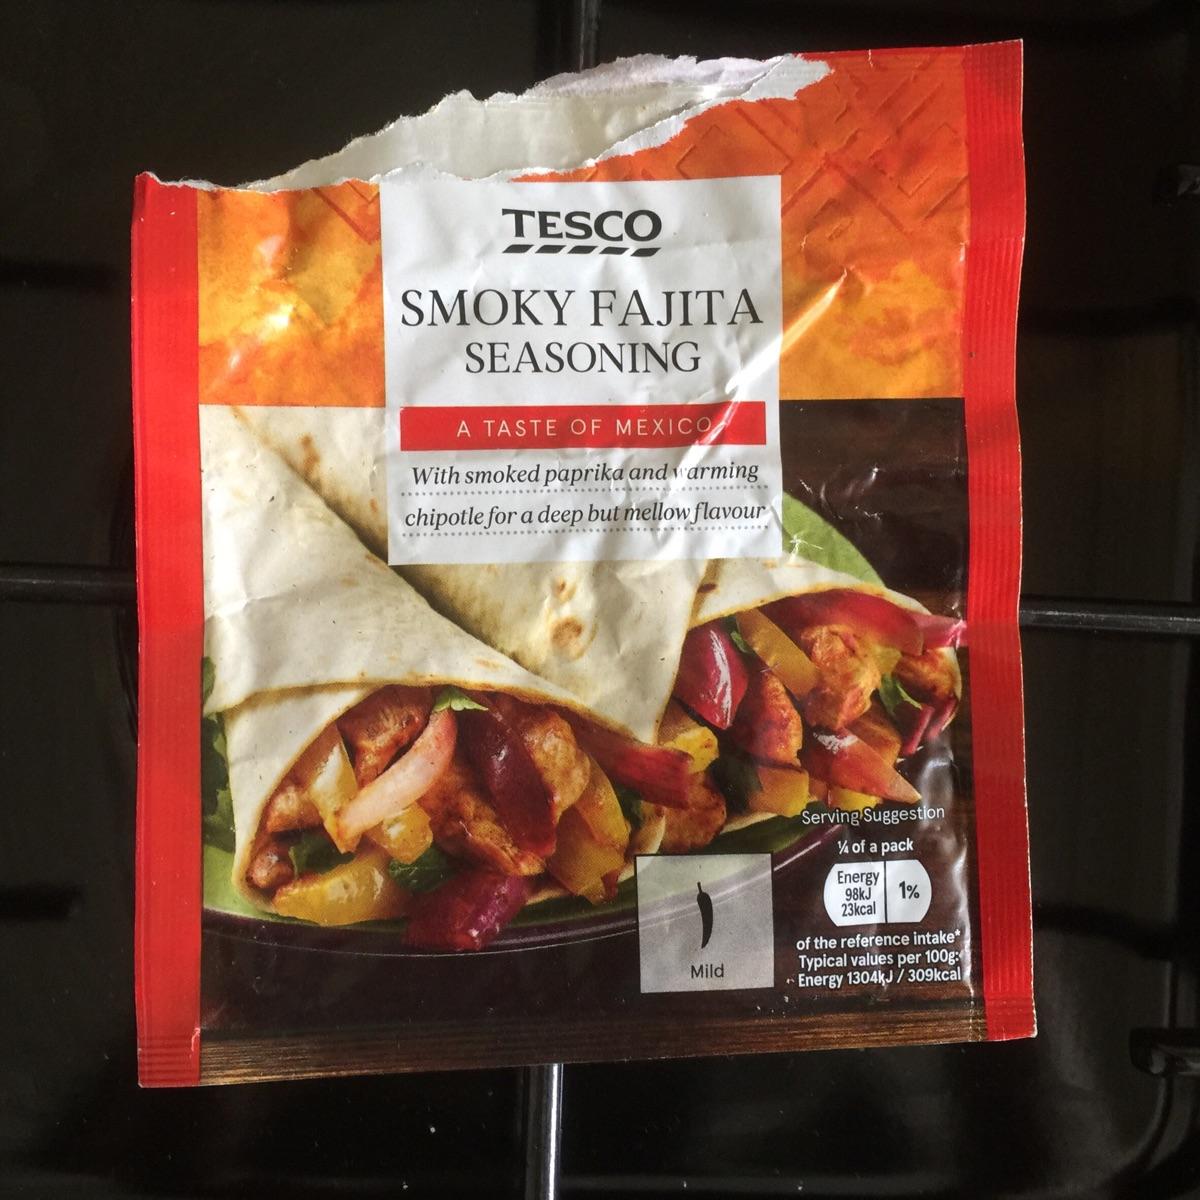 TESCO
SMOKY FAJITA
SEASONING
A TASTE OF MEXICO
With smoked paprika and warming
chipotle for a deep but mellow flavour
Serving Suggestion
¼ of a pack
Energy
98kJ
23kcal
1%
of the reference intake*
Typical values per 100g:
Energy 1304kJ / 309kcal
Mild